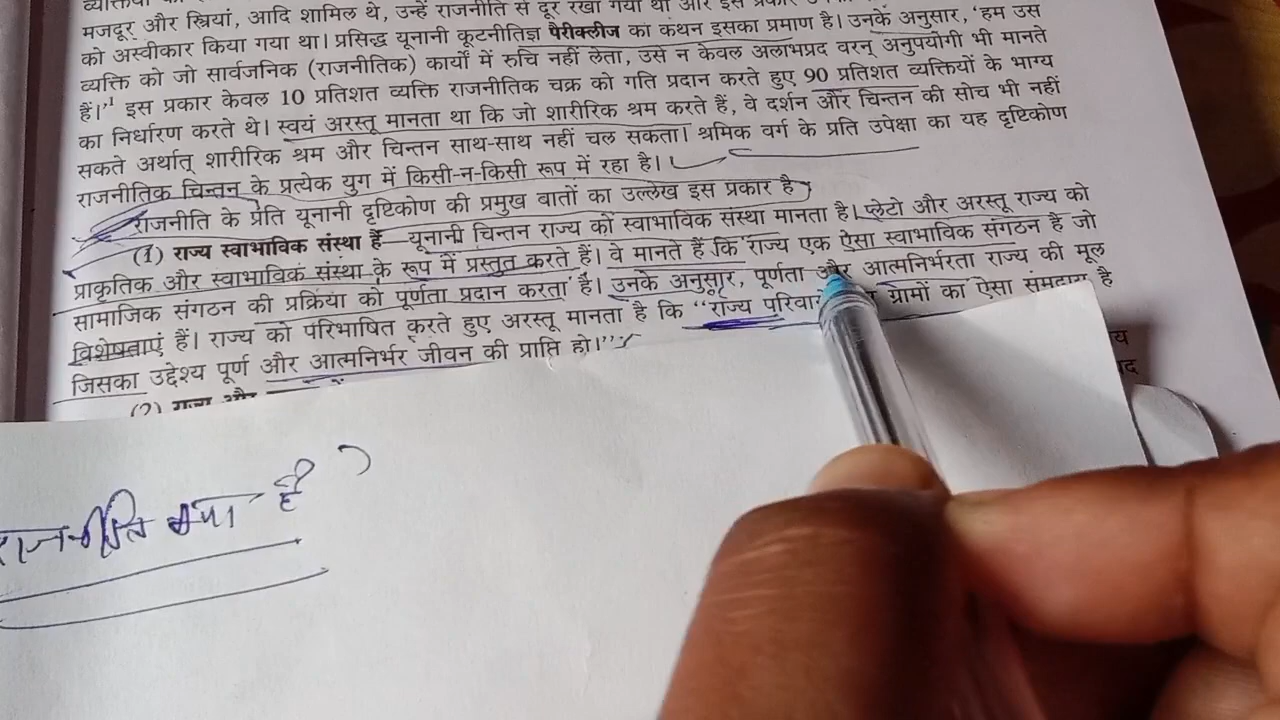 मजदूर और स्त्रियां, आदि शामिल थे, उन्हें राजनीति से दूर रखा गया था और इस प्रकार
को अस्वीकार किया गया था। प्रसिद्ध यूनानी कूटनीतिज्ञ पैरीक्लीज का कथन इसका प्रमाण है। उनके अनुसार, 'हम उस
व्यक्ति को जो सार्वजनिक (राजनीतिक) कार्यों में रुचि नहीं लेता, उसे न केवल अलाभप्रद वरन् अनुपयोगी भी मानते
हैं।'1 इस प्रकार केवल 10 प्रतिशत व्यक्ति राजनीतिक चक्र को गति प्रदान करते हुए 90 प्रतिशत व्यक्तियों के भाग्य
का निर्धारण करते थे। स्वयं अरस्तू मानता था कि जो शारीरिक श्रम करते हैं, वे दर्शन और चिन्तन की सोच भी नहीं
सकते अर्थात् शारीरिक श्रम और चिन्तन साथ-साथ नहीं चल सकता। श्रमिक वर्ग के प्रति उपेक्षा का यह दृष्टिकोण
राजनीतिक चिन्तन के प्रत्येक युग में किसी-न-किसी रूप में रहा है।
राजनीति के प्रति यूनानी दृष्टिकोण की प्रमुख बातों का उल्लेख इस प्रकार है
(1) राज्य स्वाभाविक संस्था है—यूनानी चिन्तन राज्य को स्वाभाविक संस्था मानता है। प्लेटो और अरस्तू राज्य को
प्राकृतिक और स्वाभाविक संस्था के रूप में प्रस्तुत करते हैं। वे मानते हैं कि राज्य एक ऐसा स्वाभाविक संगठन है जो
सामाजिक संगठन की प्रक्रिया को पूर्णता प्रदान करता है। उनके अनुसार, पूर्णता और आत्मनिर्भरता राज्य की मूल
विशेषताएं हैं। राज्य को परिभाषित करते हुए अरस्तू मानता है कि "राज्य ग्रामों का ऐसा समुदाय है
जिसका उद्देश्य पूर्ण और आत्मनिर्भर जीवन की प्राप्ति हो।"
(2) राज्य और
राजनीति क्या है ?